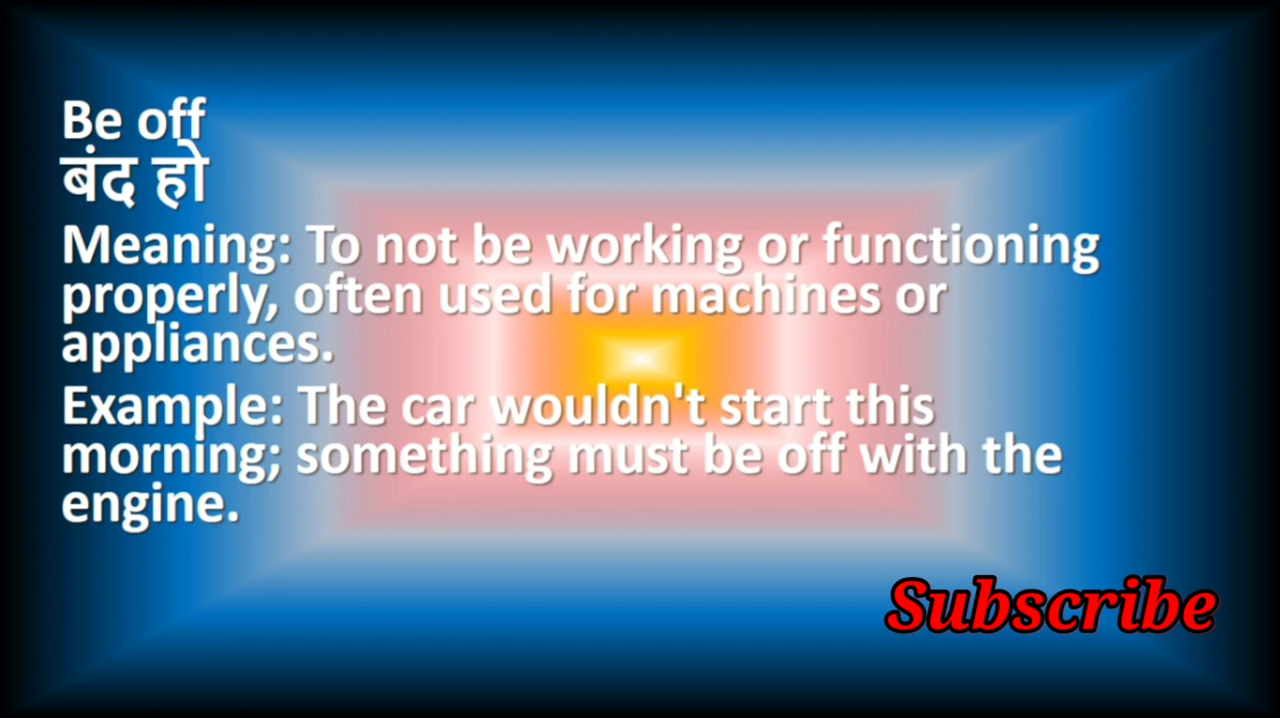 Be off
बंद हो
Meaning: To not be working or functioning
properly, often used for machines or
appliances.
Example: The car wouldn't start this
morning; something must be off with the
engine.
Subscribe